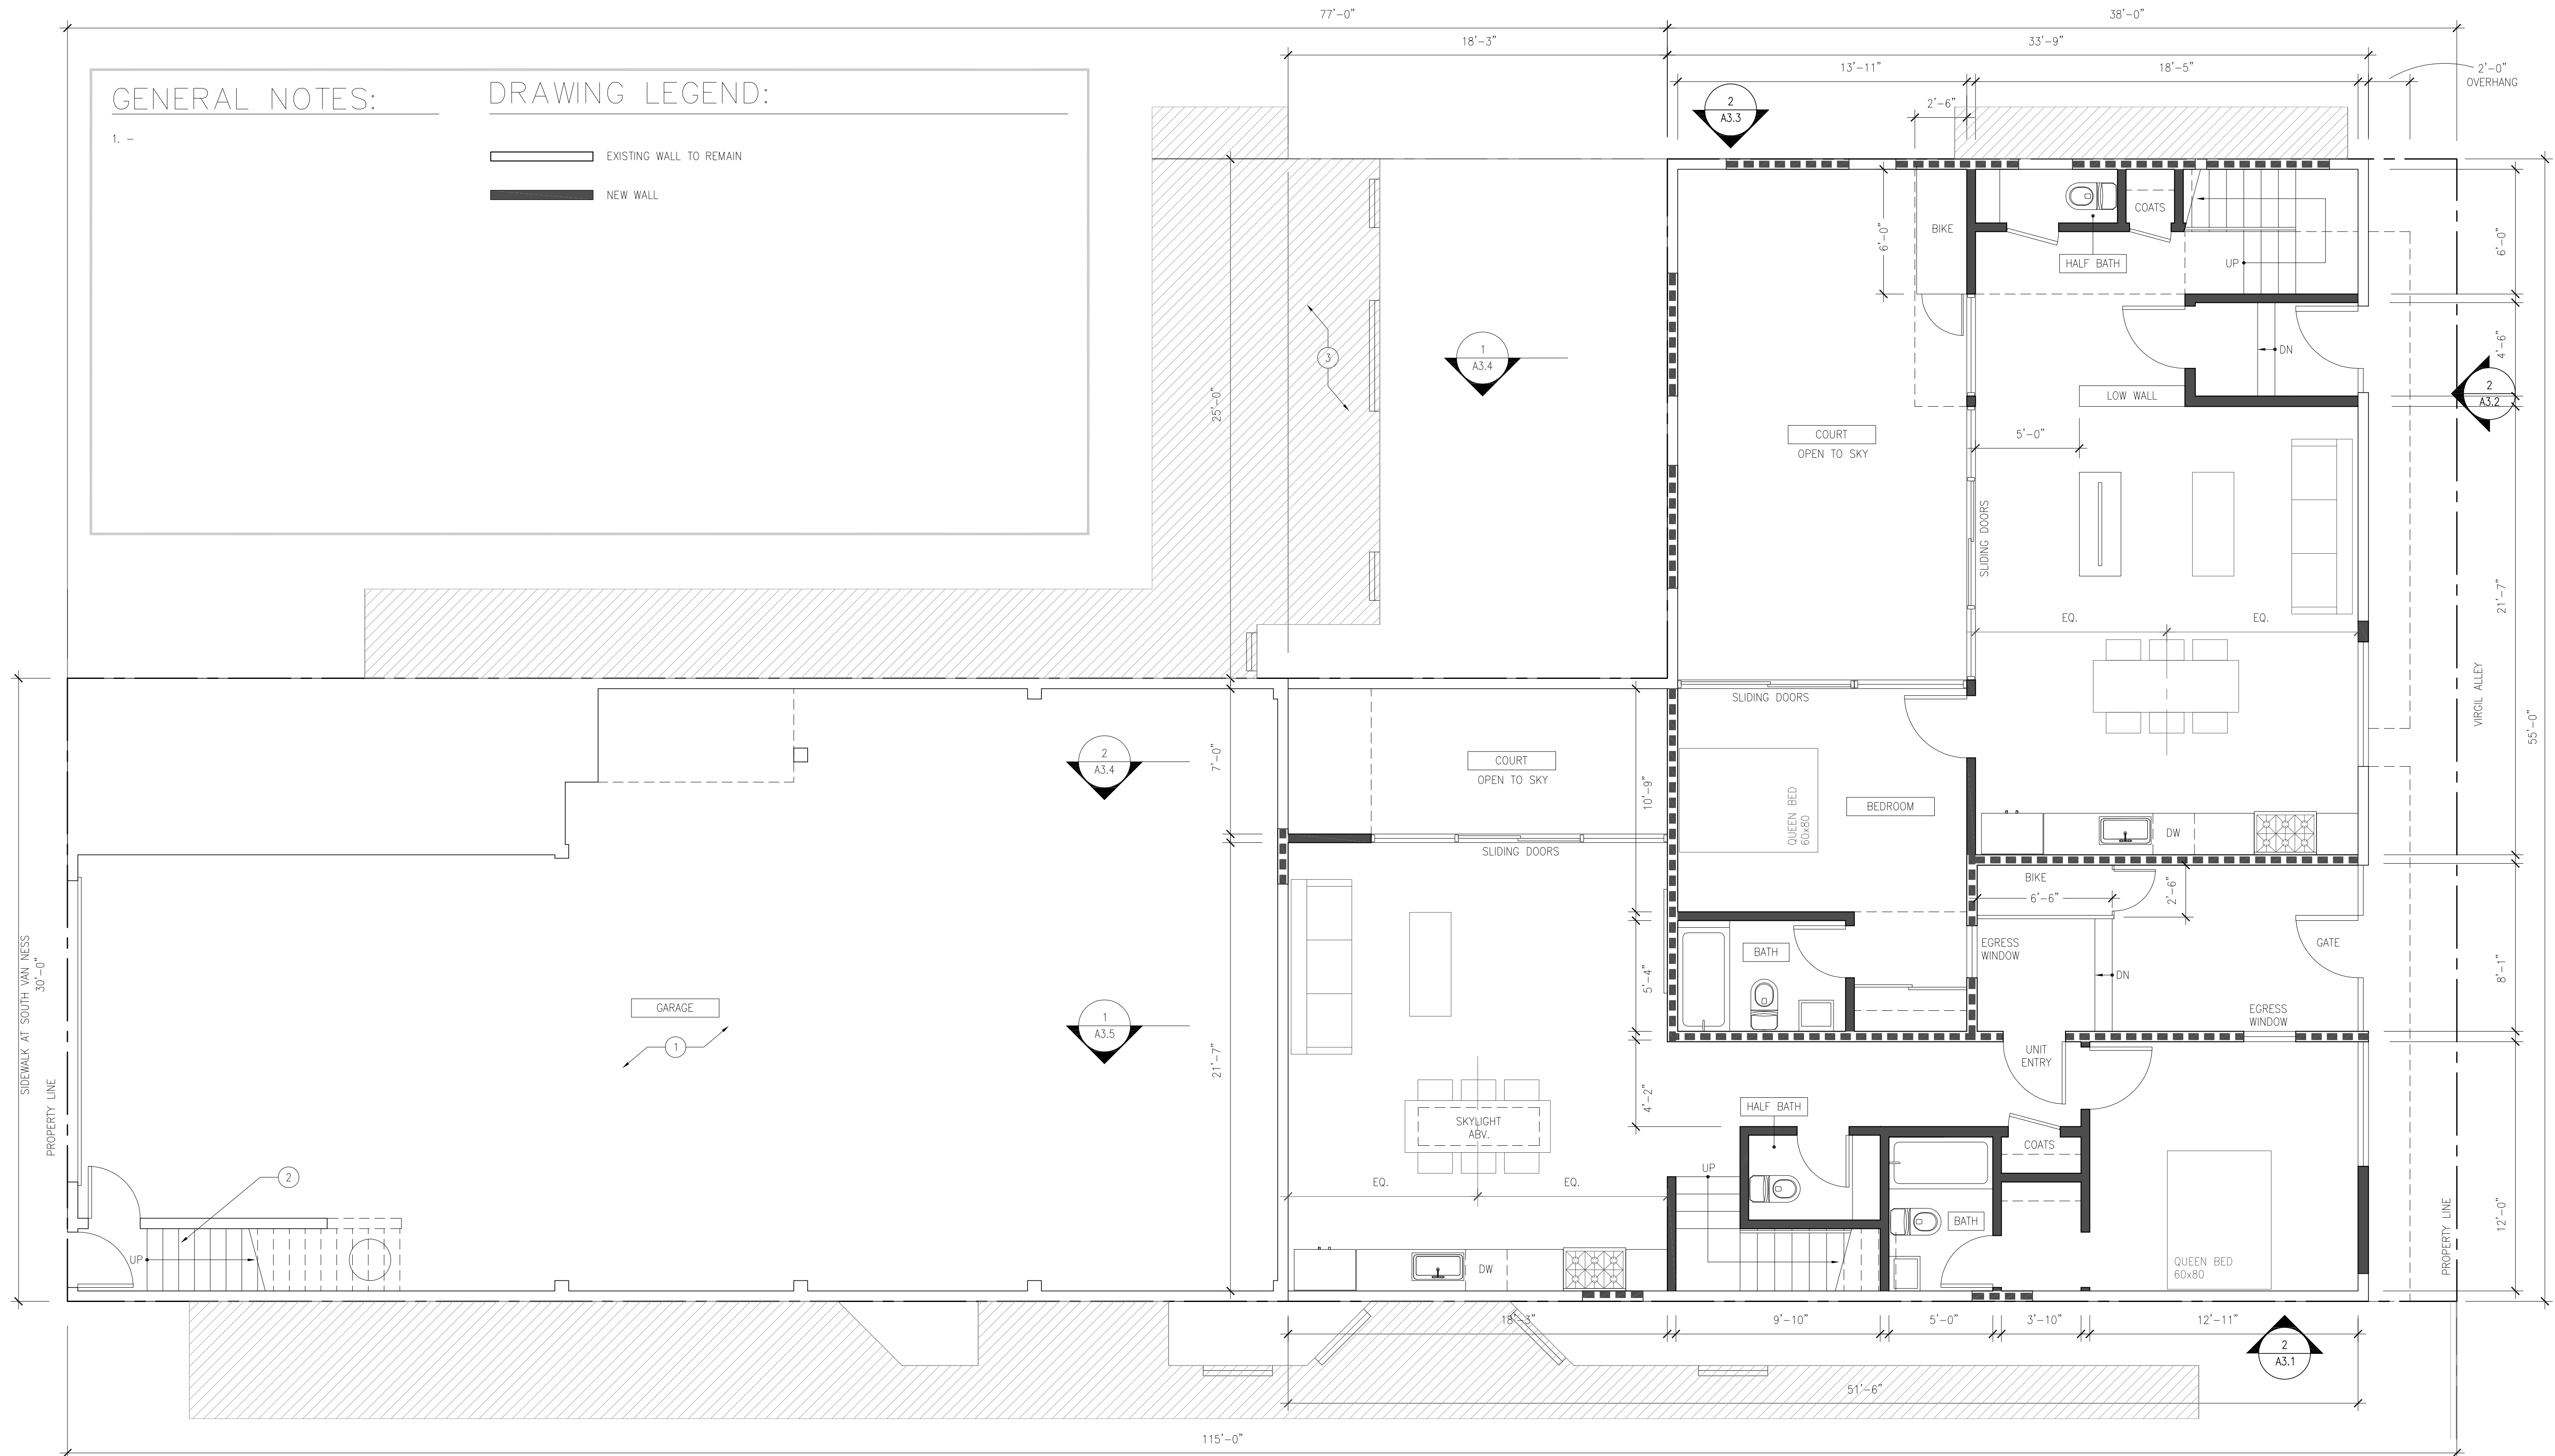 77'-0"
38'-0"
18'-3"
33'-9"
13'-11"
18'-5"
2'-0"
OVERHANG
GENERAL NOTES:
DRAWING LEGEND:
1. -
EXISTING WALL TO REMAIN
NEW WALL
2
A3.3
2'-6"
COATS
BIKE
6'-0"
HALF BATH
UP
6'-0"
3
1
A3.4
25'-0"
DN
4'-6"
2
A3.2
LOW WALL
COURT
OPEN TO SKY
5'-0"
SLIDING DOORS
21'-7"
EQ.
EQ.
VIRGIL ALLEY
55'-0"
SLIDING DOORS
2
A3.4
7'-0"
COURT
OPEN TO SKY
10'-9"
QUEEN BED
60x80
BEDROOM
DW
SLIDING DOORS
BIKE
6'-6"
2'-6"
EGRESS
WINDOW
GATE
BATH
5'-4"
DN
8'-1"
SIDEWALK AT SOUTH VAN NESS
30'-0"
PROPERTY LINE
GARAGE
1
1
A3.5
21'-7"
EGRESS
WINDOW
UNIT
ENTRY
4'-2"
HALF BATH
SKYLIGHT
ABV.
COATS
2
UP
EQ.
EQ.
BATH
UP
DW
QUEEN BED
60x80
PROPERTY LINE
12'-0"
18'-3"
9'-10"
5'-0"
3'-10"
12'-11"
2
A3.1
51'-6"
115'-0"